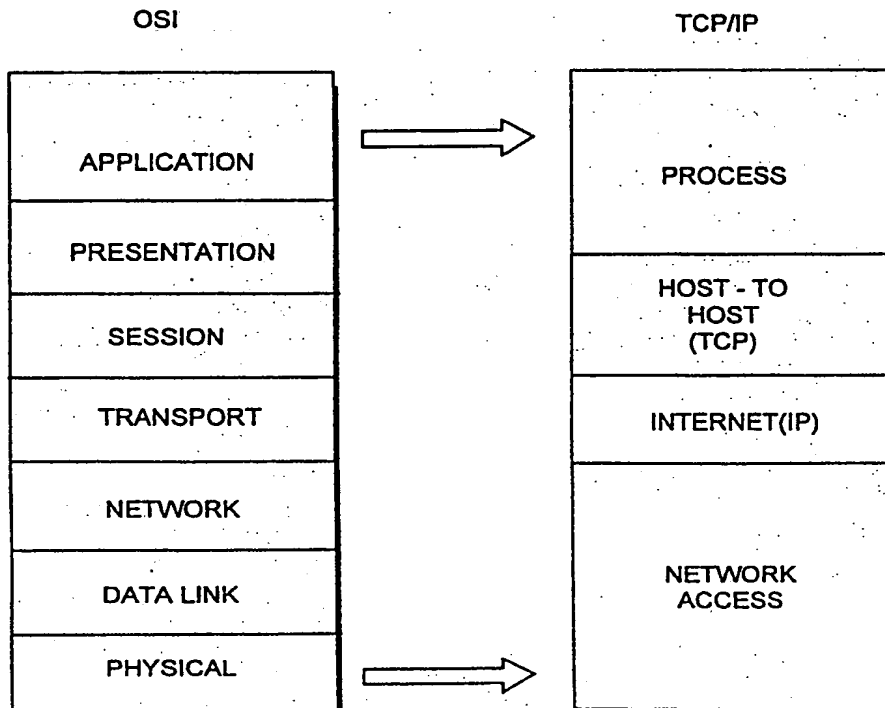 OSI
TCP/IP
APPLICATION
PRESENTATION
SESSION
TRANSPORT
NETWORK
DATA LINK
PHYSICAL
PROCESS
HOST - TO
HOST
(TCP)
INTERNET(IP)
NETWORK
ACCESS